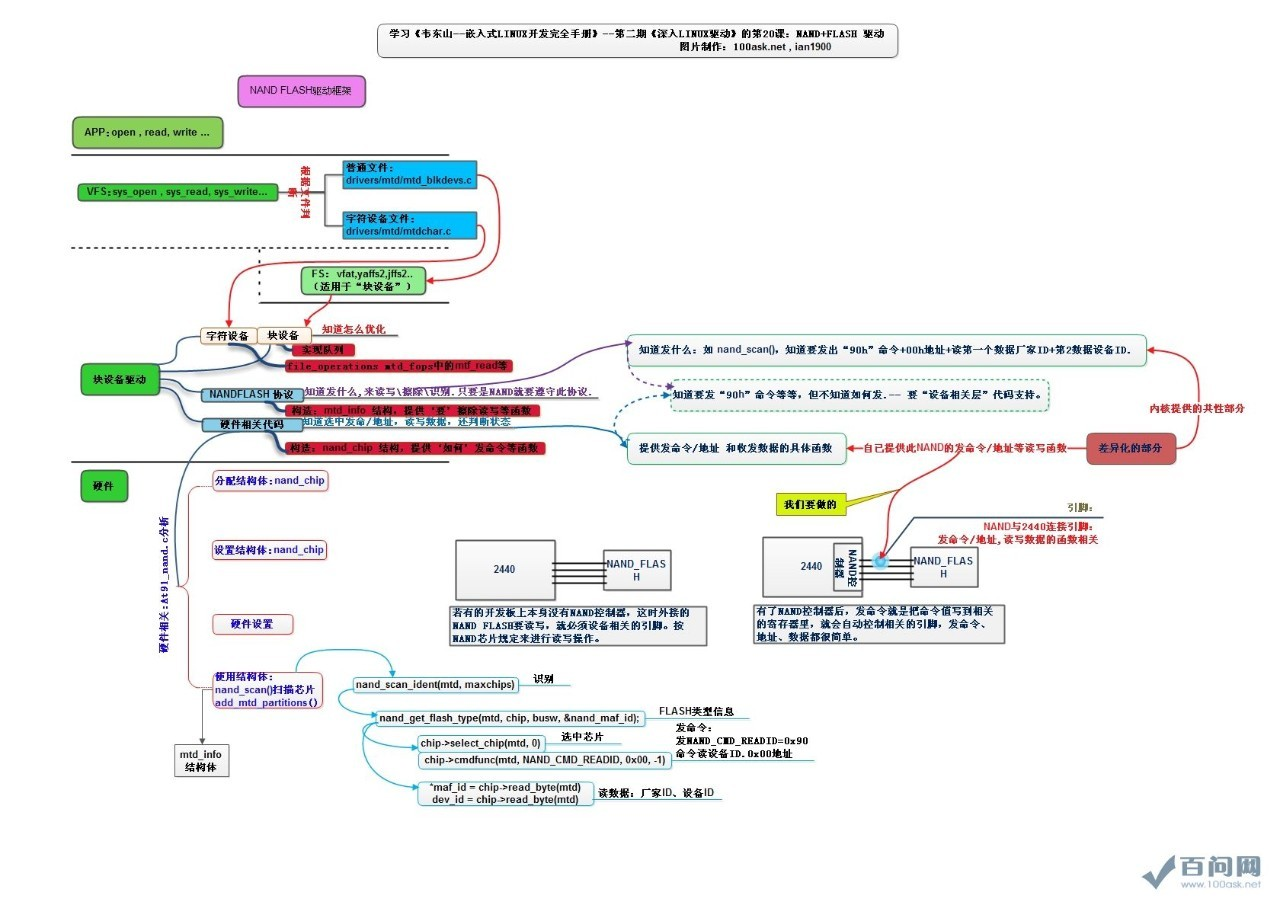 学习《韦东山--嵌入式LINUX开发完全手册》--第二期《深入LINUX驱动》的第20课：NAND+FLASH 驱动
图片制作：100ask.net , ian1900
NAND FLASH驱动框架
APP：open , read, write ...
VFS：sys_open , sys_read, sys_write...
根据文件判
断
普通文件：
drivers/mtd/mtd_blkdevs.c
字符设备文件：
drivers/mtd/mtdchar.c
FS： vfat,yaffs2,jffs2..
（适用于“块设备”）
字符设备
块设备
知道怎么优化
实现队列
file_operations mtd_fops中的mtd_read等
块设备驱动
NANDFLASH 协议
知道发什么,来读写\擦除\识别.只要是NAND就要遵守此协议.
构造：mtd_info 结构，提供‘要’擦除读写等函数
硬件相关代码
知道选中发命/地址，读写数据，还判断状态
构造：nand_chip 结构，提供‘如何’发命令等函数
知道发什么：如 nand_scan()，知道要发出“90h”命令+00h地址+读第一个数据厂家ID+第2数据设备ID.
知道要发“90h”命令等等，但不知道如何发.-- 要“设备相关层”代码支持。
内核提供的共性部分
提供发命令/地址 和收发数据的具体函数
自己提供此NAND的发命令/地址等读写函数
差异化的部分
硬件
硬件相关：At91_nand.c分析
分配结构体：nand_chip
设置结构体：nand_chip
硬件设置
使用结构体：
nand_scan()扫描芯片
add_mtd_partitions()
mtd_info
结构体
我们要做的
引脚：
NAND与2440连接引脚：
发命令/地址,读写数据的函数相关
2440
NAND_FLAS
H
若有的开发板上本身没有NAND控制器，这时外接的
NAND FLASH要读写，就必须设备相关的引脚。按
NAND芯片规定来进行读写操作。
2440
NAND控
制器
NAND_FLAS
H
有了NAND控制器后，发命令就是把命令值写到相关
的寄存器里，就会自动控制相关的引脚，发命令、
地址、数据都很简单。
nand_scan_ident(mtd, maxchips)
识别
nand_get_flash_type(mtd, chip, busw, &nand_maf_id);
FLASH类型信息
chip->select_chip(mtd, 0)
选中芯片
chip->cmdfunc(mtd, NAND_CMD_READID, 0x00, -1)
发命令：
发NAND_CMD_READID=0x90
命令读设备ID.0x00地址
*maf_id = chip->read_byte(mtd)
dev_id = chip->read_byte(mtd)
读数据：厂家ID、设备ID
百问网
www.100ask.net